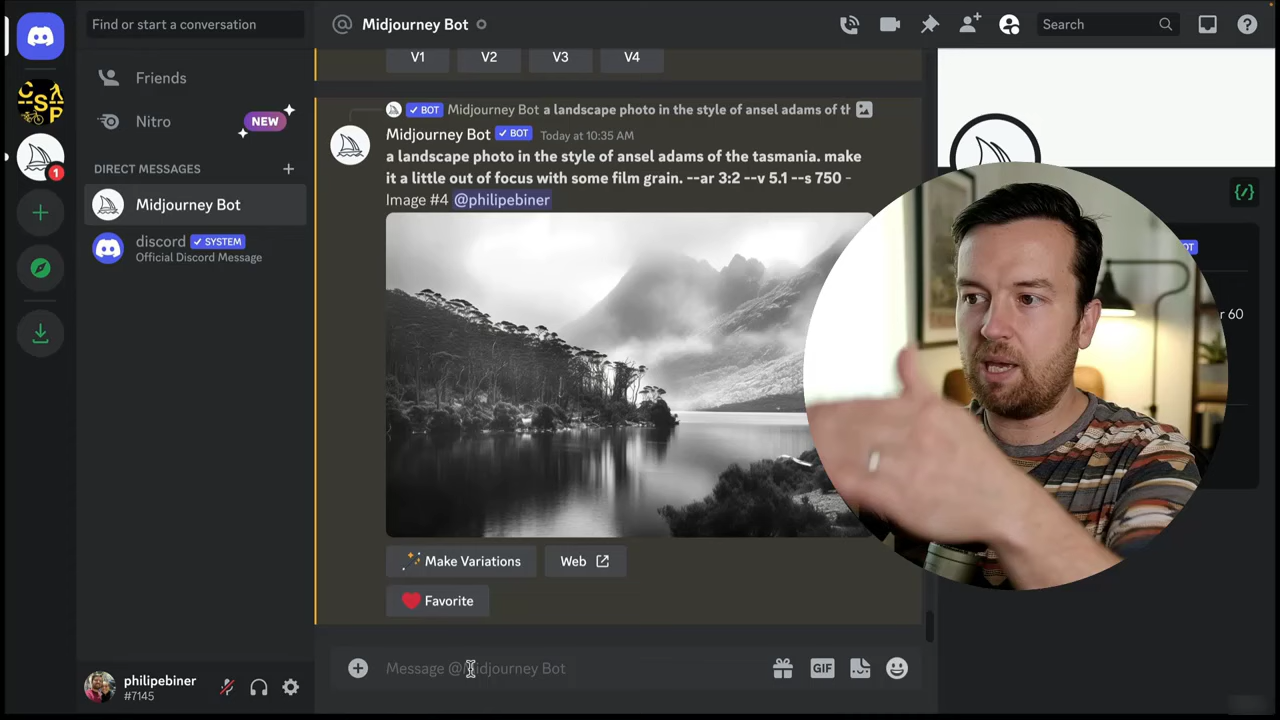 Find or start a conversation
Midjourney Bot
Search
Friends
Nitro
NEW
DIRECT MESSAGES
Midjourney Bot
discord ✓ SYSTEM
Official Discord Message
CSP
1
V1 V2 V3 V4
✓ BOT Midjourney Bot a landscape photo in the style of ansel adams of th
Midjourney Bot ✓ BOT Today at 10:35 AM
a landscape photo in the style of ansel adams of the tasmania. make
it a little out of focus with some film grain. --ar 3:2 --v 5.1 --s 750 -
Image #4 @philipebiner
Make Variations
Web
Favorite
Message @Midjourney Bot
GIF
OT
r 60
philipebiner
#7145